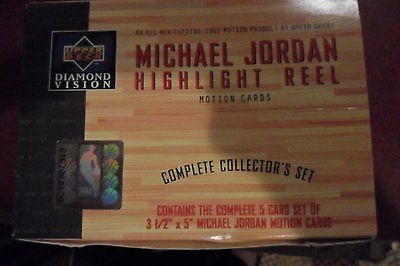 AN ALL NEW CUTTING-EDGE MOTION PRODUCT BY UPPER DECK
UPPER DECK
DIAMOND VISION
MICHAEL JORDAN
HIGHLIGHT REEL
MOTION CARDS
COMPLETE COLLECTOR'S SET
CONTAINS THE COMPLETE 5 CARD SET OF
3 1/2" x 5" MICHAEL JORDAN MOTION CARDS